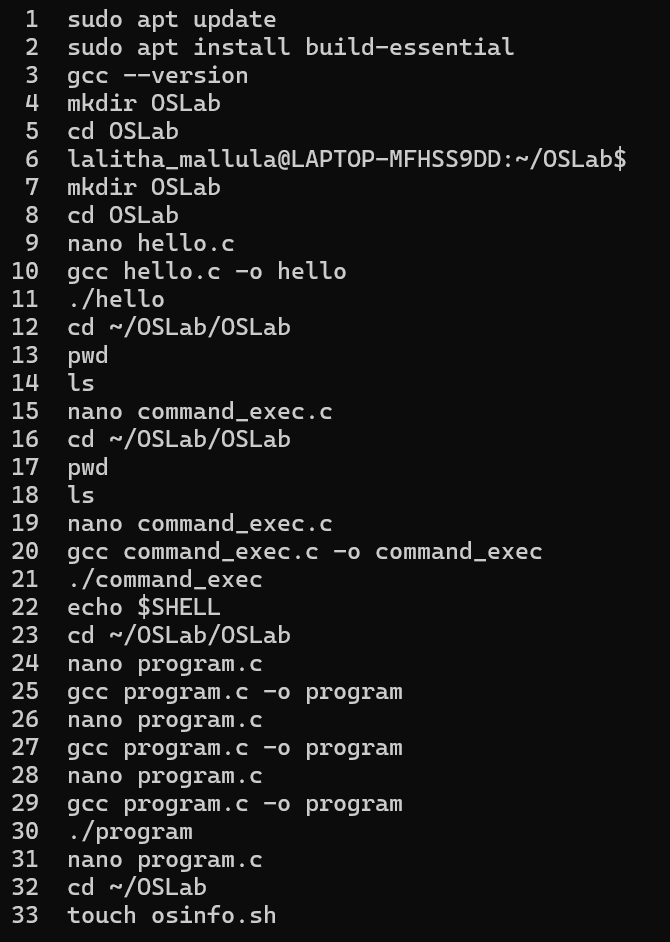 1 sudo apt update
2 sudo apt install build-essential
3 gcc --version
4 mkdir OSLab
5 cd OSLab
6 lalitha_mallula@LAPTOP-MFHSS9DD:~/OSLab$
7 mkdir OSLab
8 cd OSLab
9 nano hello.c
10 gcc hello.c -o hello
11 ./hello
12 cd ~/OSLab/OSLab
13 pwd
14 ls
15 nano command_exec.c
16 cd ~/OSLab/OSLab
17 pwd
18 ls
19 nano command_exec.c
20 gcc command_exec.c -o command_exec
21 ./command_exec
22 echo $SHELL
23 cd ~/OSLab/OSLab
24 nano program.c
25 gcc program.c -o program
26 nano program.c
27 gcc program.c -o program
28 nano program.c
29 gcc program.c -o program
30 ./program
31 nano program.c
32 cd ~/OSLab
33 touch osinfo.sh